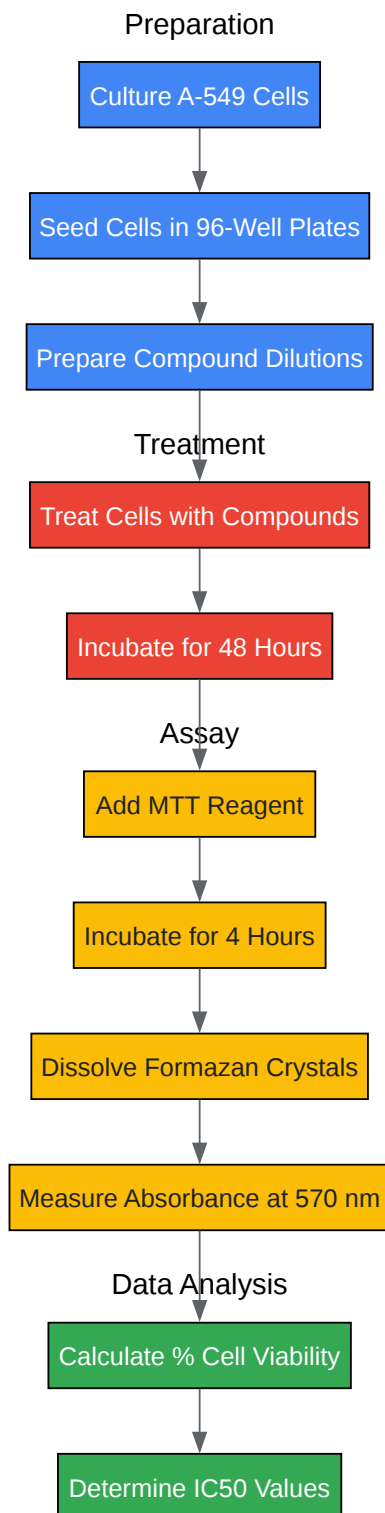 Preparation
Culture A-549 Cells
Seed Cells in 96-Well Plates
Prepare Compound Dilutions
Treatment
Treat Cells with Compounds
Incubate for 48 Hours
Assay
Add MTT Reagent
Incubate for 4 Hours
Dissolve Formazan Crystals
Measure Absorbance at 570 nm
Data Analysis
Calculate % Cell Viability
Determine IC50 Values